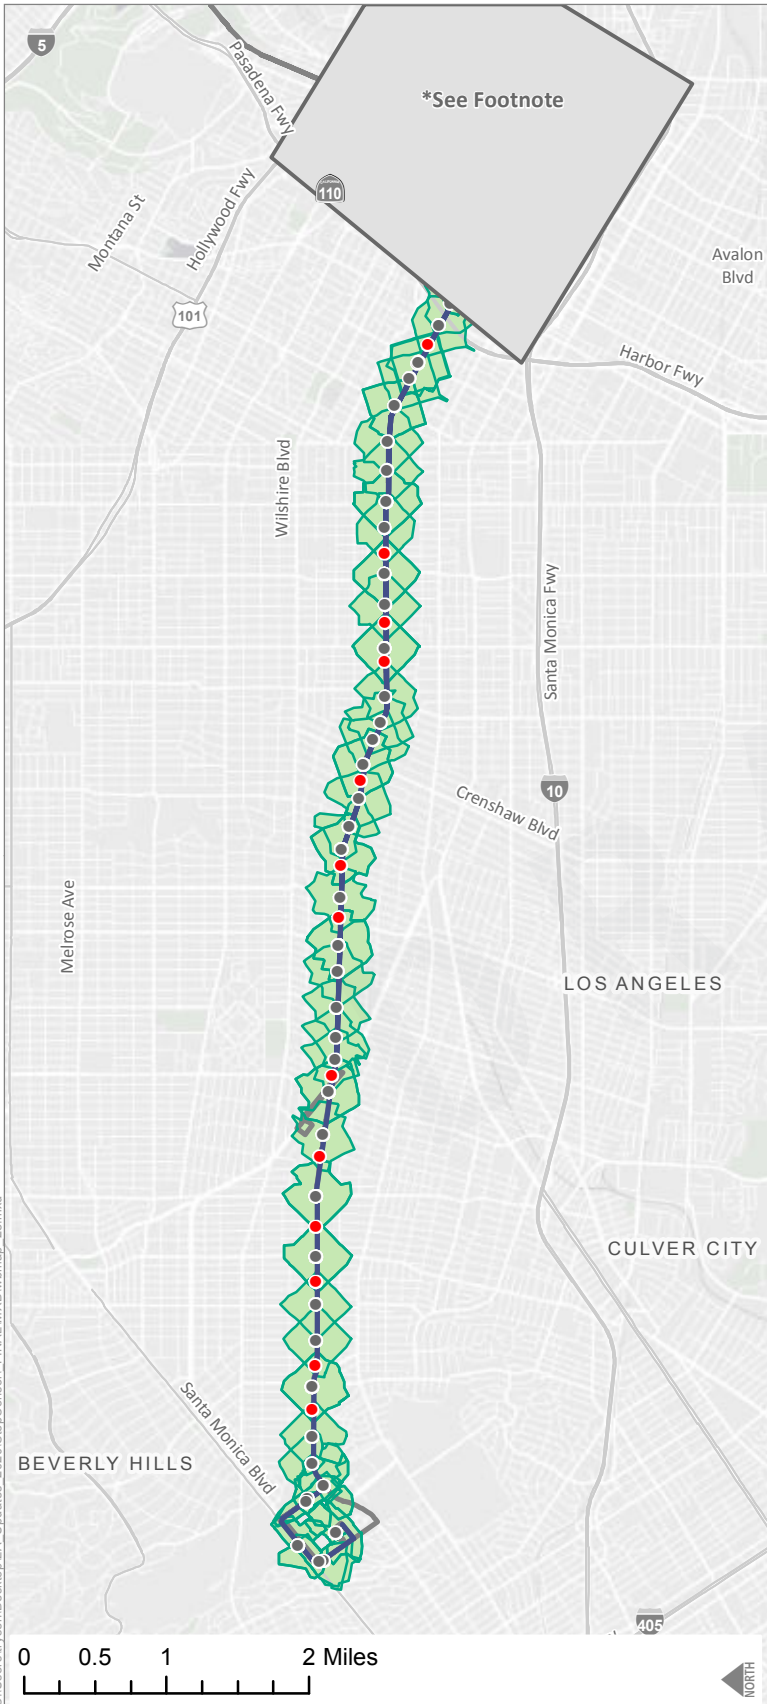 5
Pasadena Fwy
*See Footnote
110
Montana St
Hollywood Fwy
Avalon
Blvd
101
Harbor Fwy
Wilshire Blvd
Santa Monica Fwy
10
Crenshaw Blvd
Melrose Ave
LOS ANGELES
CULVER CITY
Santa Monica Blvd
BEVERLY HILLS
405
0 0.5 1 2 Miles
NORTH